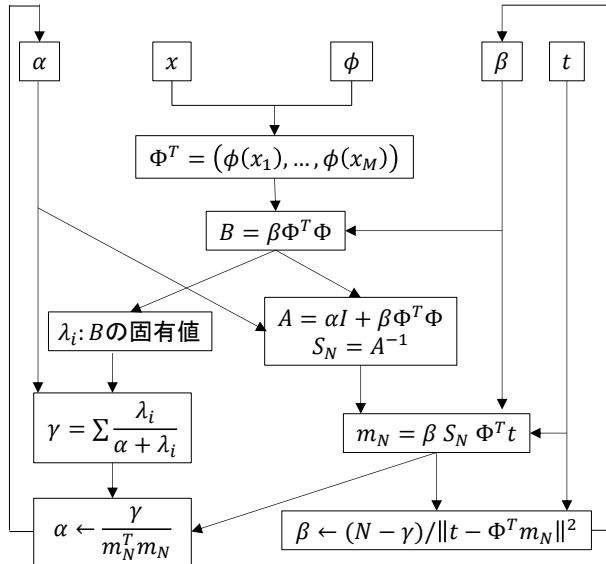 α x ϕ β t
Φ^T = (ϕ(x_1), … , ϕ(x_M))
B = βΦ^TΦ
λ_i: Bの固有値
A = αI + βΦ^TΦ
S_N = A^{-1}
γ = ∑ λ_i / (α + λ_i)
m_N = β S_N Φ^T t
α ← γ / (m_N^T m_N)
β ← (N − γ)/‖t − Φ^T m_N‖^2